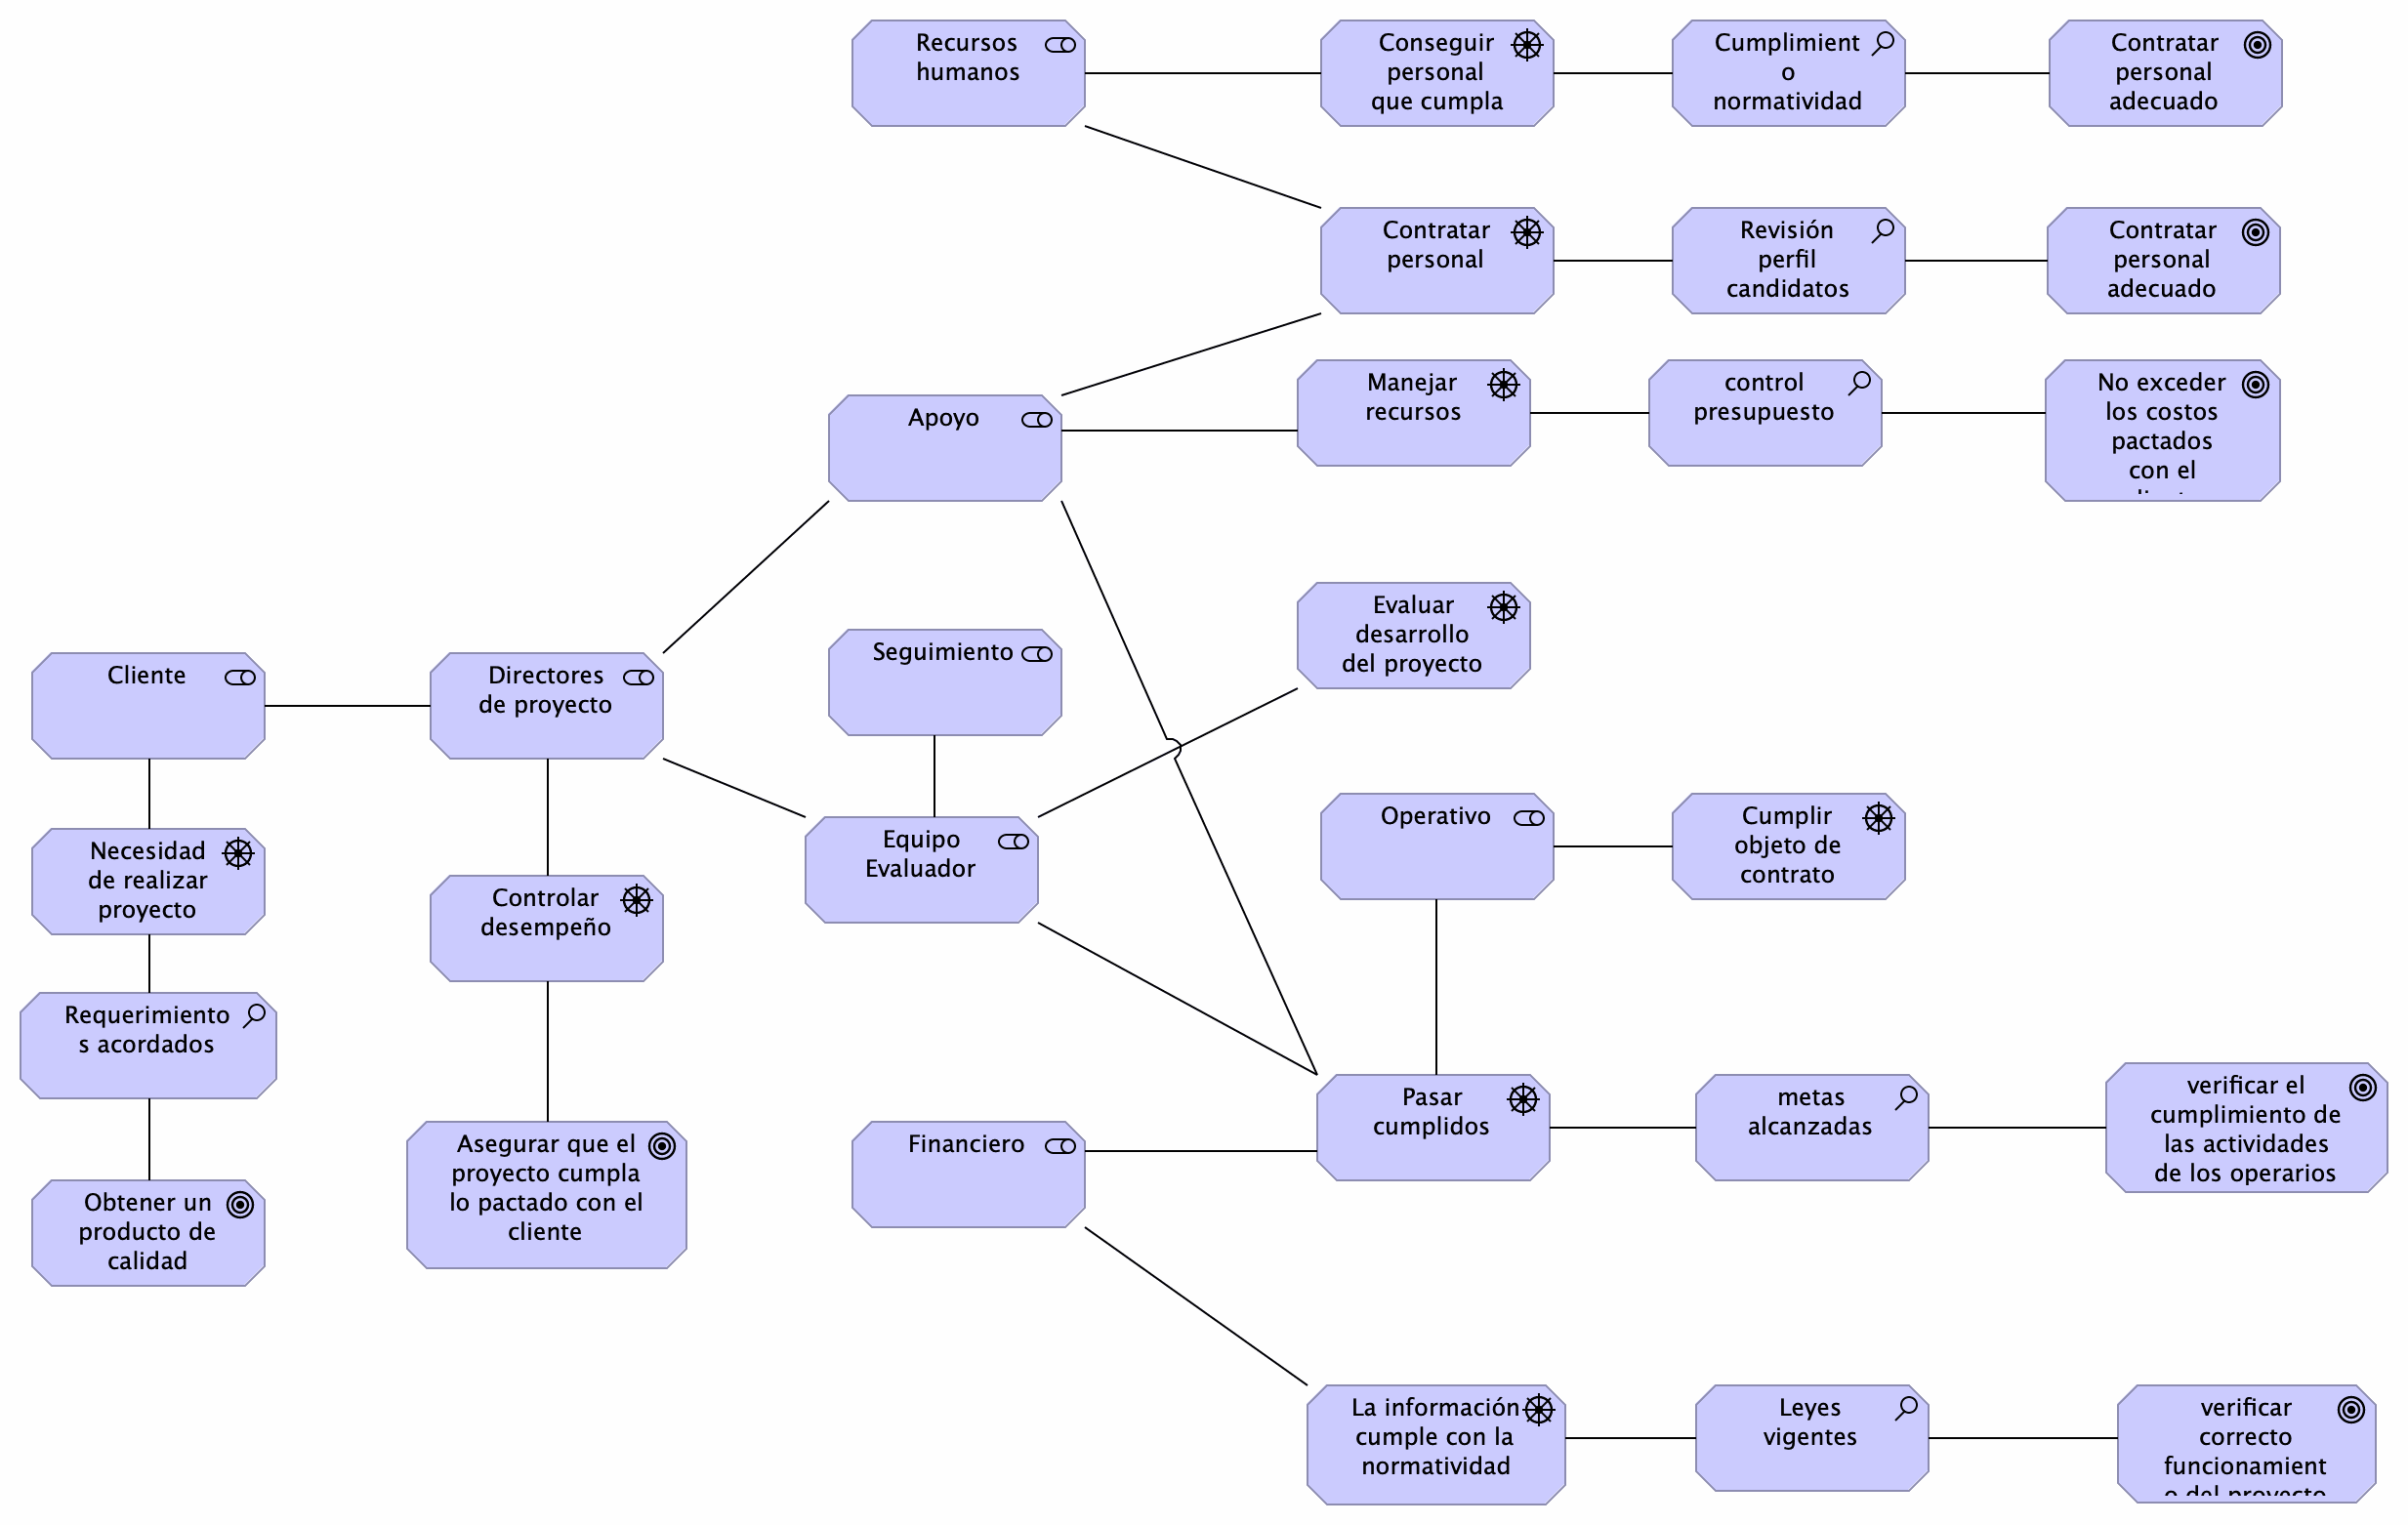 Recursos
humanos
Conseguir
personal
que cumpla
Cumplimient
o
normatividad
Contratar
personal
adecuado
Contratar
personal
Revisión
perfil
candidatos
Contratar
personal
adecuado
Apoyo
Manejar
recursos
control
presupuesto
No exceder
los costos
pactados
con el
Evaluar
desarrollo
del proyecto
Seguimiento
Cliente
Directores
de proyecto
Equipo
Evaluador
Operativo
Cumplir
objeto de
contrato
Necesidad
de realizar
proyecto
Controlar
desempeño
Requerimiento
s acordados
Pasar
cumplidos
metas
alcanzadas
verificar el
cumplimiento de
las actividades
de los operarios
Financiero
Asegurar que el
proyecto cumpla
lo pactado con el
cliente
Obtener un
producto de
calidad
La información
cumple con la
normatividad
Leyes
vigentes
verificar
correcto
funcionamient
o del proyecto